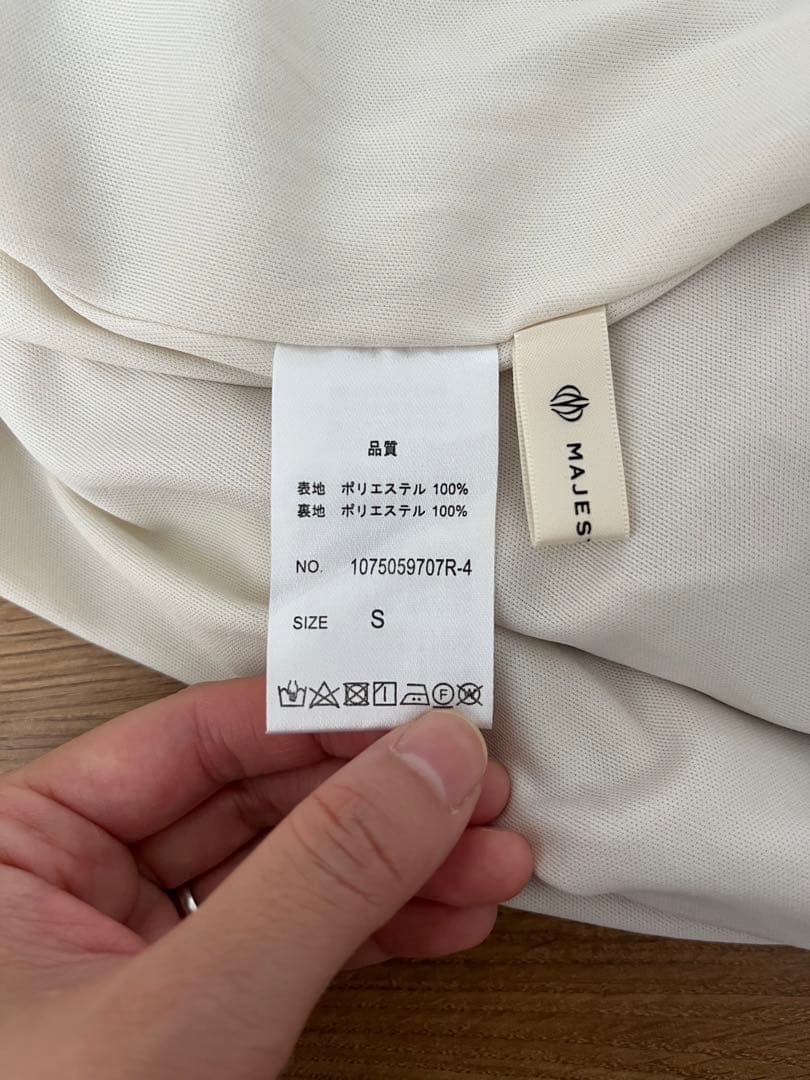 品質
表地 ポリエステル 100%
裏地 ポリエステル 100%
NO. 1075059707R-4
SIZE S
F
W
MAJES